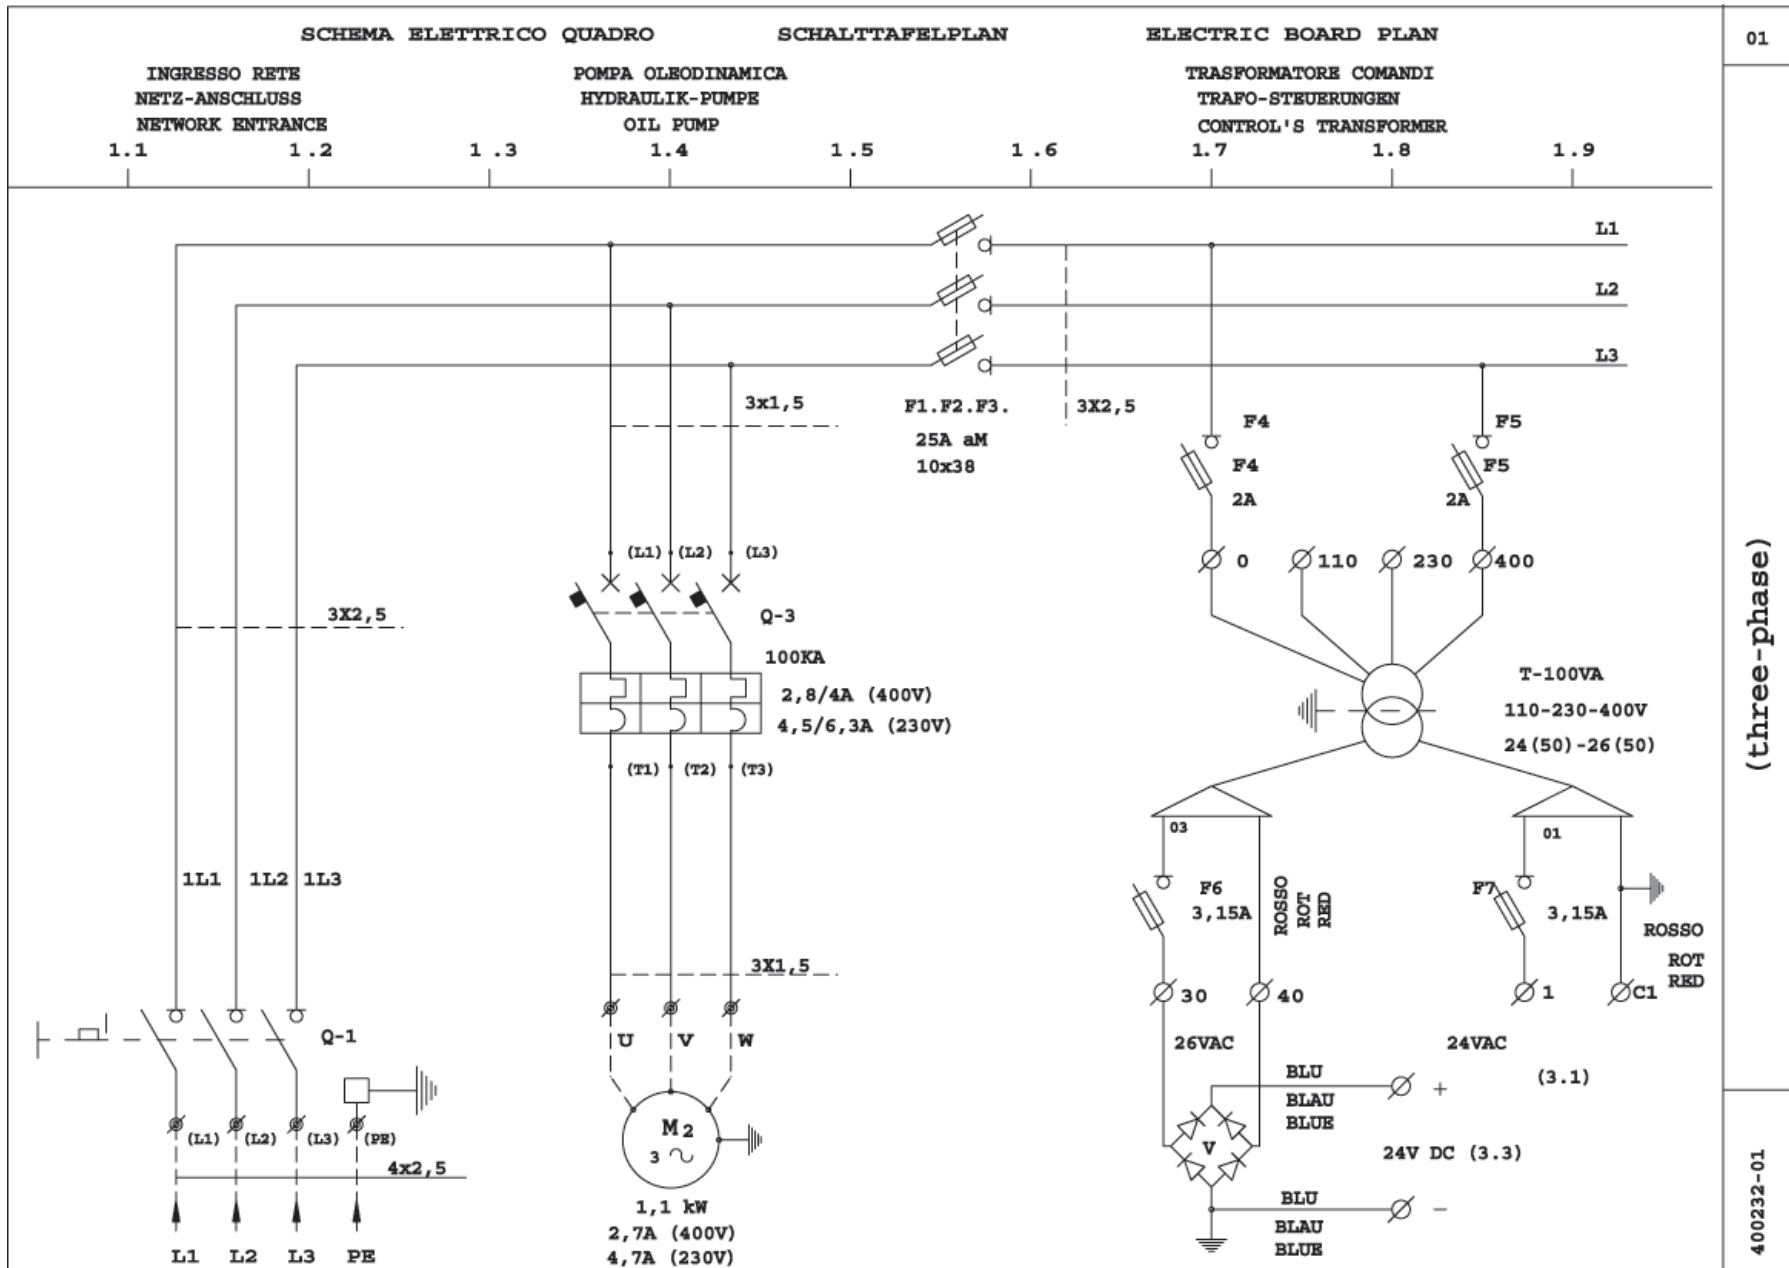 SCHEMA ELETTRICO QUADRO SCHALTTAFELPLAN ELECTRIC BOARD PLAN
01
INGRESSO RETE
NETZ-ANSCHLUSS
NETWORK ENTRANCE
POMPA OLEODINAMICA
HYDRAULIK-PUMPE
OIL PUMP
TRASFORMATORE COMANDI
TRAFO-STEUERUNGEN
CONTROL'S TRANSFORMER
1.1 1.2 1.3 1.4 1.5 1.6 1.7 1.8 1.9
L1
L2
L3
3x1,5
F1.F2.F3.
25A aM
10x38
3X2,5
F4
F4
2A
F5
F5
2A
(L1) (L2) (L3)
0 110 230 400
3X2,5
Q-3
100KA
2,8/4A (400V)
4,5/6,3A (230V)
(T1) (T2) (T3)
T-100VA
110-230-400V
24(50)-26(50)
03
01
1L1 1L2 1L3
F6
3,15A
ROSSO
ROT
RED
F7
3,15A
ROSSO
ROT
RED
3X1,5
30 40 1 C1
U V W
Q-1
26VAC
24VAC
(3.1)
BLU
BLAU
BLUE
+
(L1) (L2) (L3) (PE)
4x2,5
M2
3
V
24V DC (3.3)
BLU
BLAU
BLUE
-
1,1 kW
2,7A (400V)
4,7A (230V)
L1 L2 L3 PE
(three-phase)
400232-01